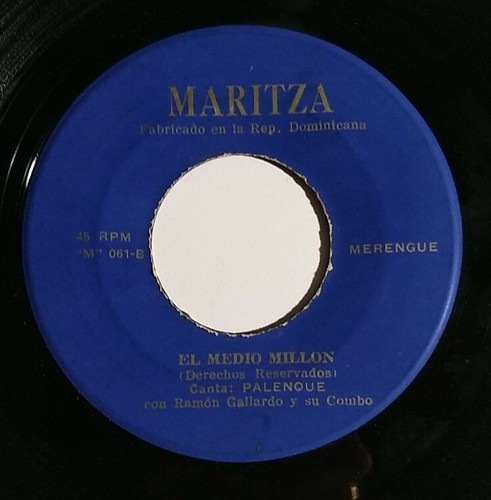 MARITZA
Fabricado en la Rep. Dominicana
45 RPM
"M" 061-B
MERENGUE
EL MEDIO MILLON
(Derechos Reservados)
Canta: PALENQUE
con Ramón Gallardo y su Combo